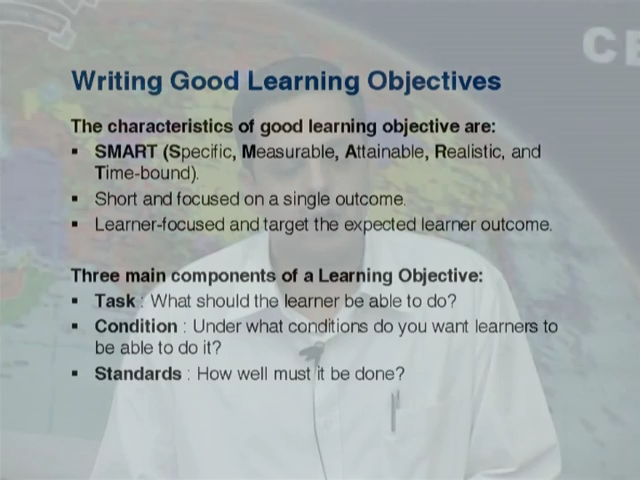 CE
Writing Good Learning Objectives
The characteristics of good learning objective are:
▪ SMART (Specific, Measurable, Attainable, Realistic, and
Time-bound).
▪ Short and focused on a single outcome.
▪ Learner-focused and target the expected learner outcome.
Three main components of a Learning Objective:
▪ Task : What should the learner be able to do?
▪ Condition : Under what conditions do you want learners to
be able to do it?
▪ Standards : How well must it be done?